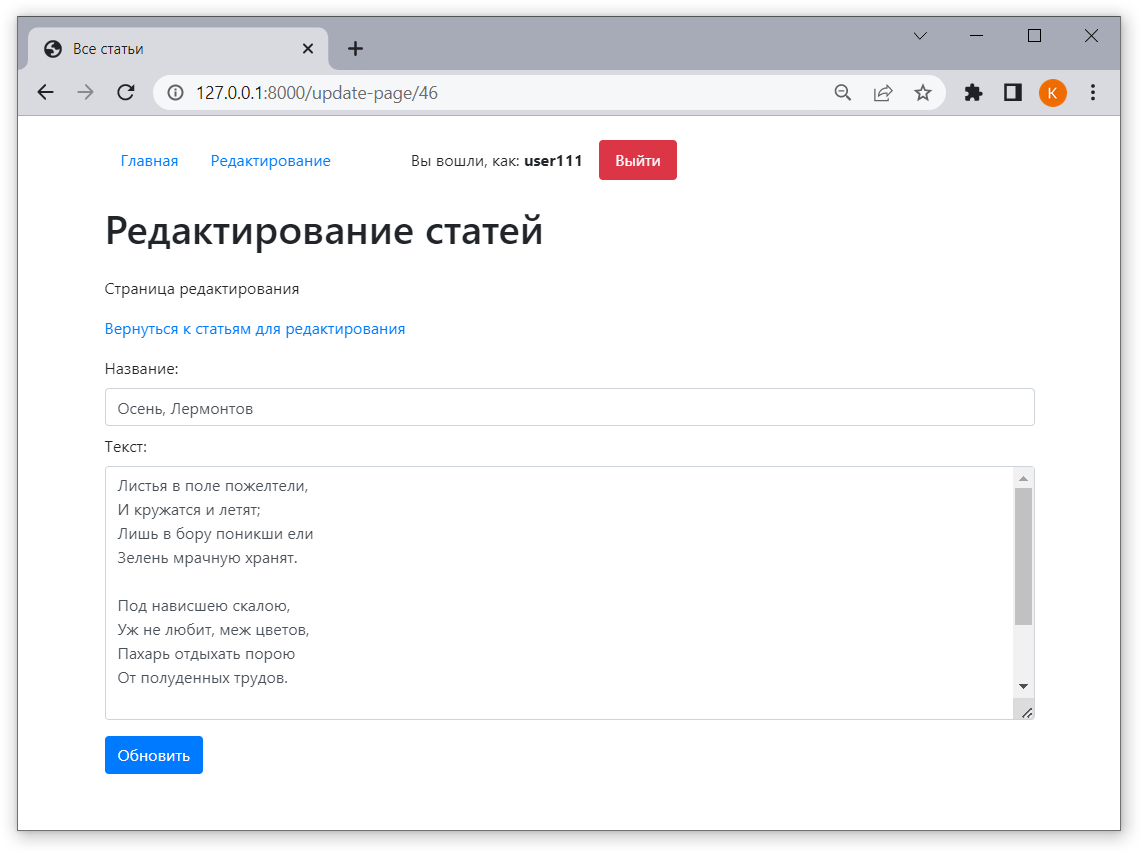 Все статьи
127.0.0.1:8000/update-page/46
K
Главная Редактирование Вы вошли, как: user111 Выйти
Редактирование статей
Страница редактирования
Вернуться к статьям для редактирования
Название:
Осень, Лермонтов
Текст:
Листья в поле пожелтели,
И кружатся и летят;
Лишь в бору поникши ели
Зелень мрачную хранят.
Под нависшею скалою,
Уж не любит, меж цветов,
Пахарь отдыхать порою
От полуденных трудов.
Обновить